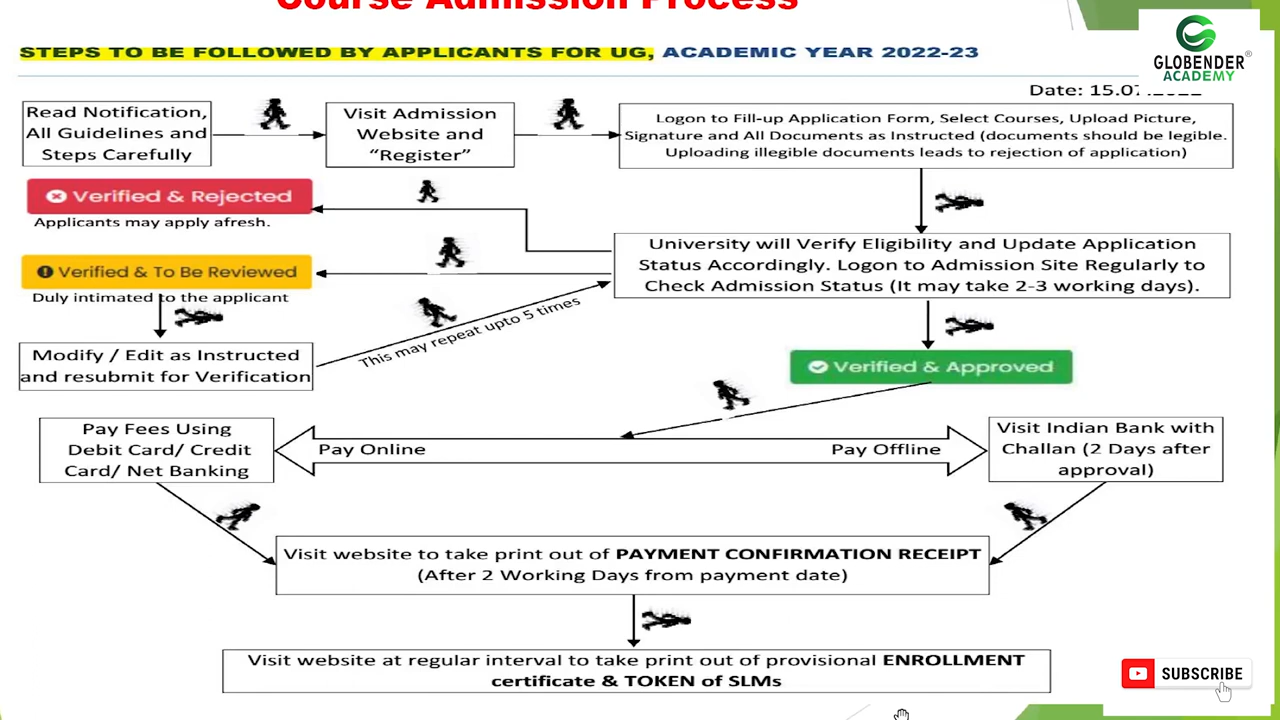 Course Admission Process
STEPS TO BE FOLLOWED BY APPLICANTS FOR UG, ACADEMIC YEAR 2022-23
GLOBENDER®
ACADEMY
Date: 15.07.2022
Read Notification,
All Guidelines and
Steps Carefully
Visit Admission
Website and
“Register”
Logon to Fill-up Application Form, Select Courses, Upload Picture,
Signature and All Documents as Instructed (documents should be legible.
Uploading illegible documents leads to rejection of application)
Verified & Rejected
Applicants may apply afresh.
University will Verify Eligibility and Update Application
Status Accordingly. Logon to Admission Site Regularly to
Check Admission Status (It may take 2-3 working days).
Verified & To Be Reviewed
Duly intimated to the applicant
This may repeat upto 5 times
Modify / Edit as Instructed
and resubmit for Verification
Verified & Approved
Pay Fees Using
Debit Card/ Credit
Card/ Net Banking
Pay Online
Pay Offline
Visit Indian Bank with
Challan (2 Days after
approval)
Visit website to take print out of PAYMENT CONFIRMATION RECEIPT
(After 2 Working Days from payment date)
Visit website at regular interval to take print out of provisional ENROLLMENT
certificate & TOKEN of SLMs
SUBSCRIBE